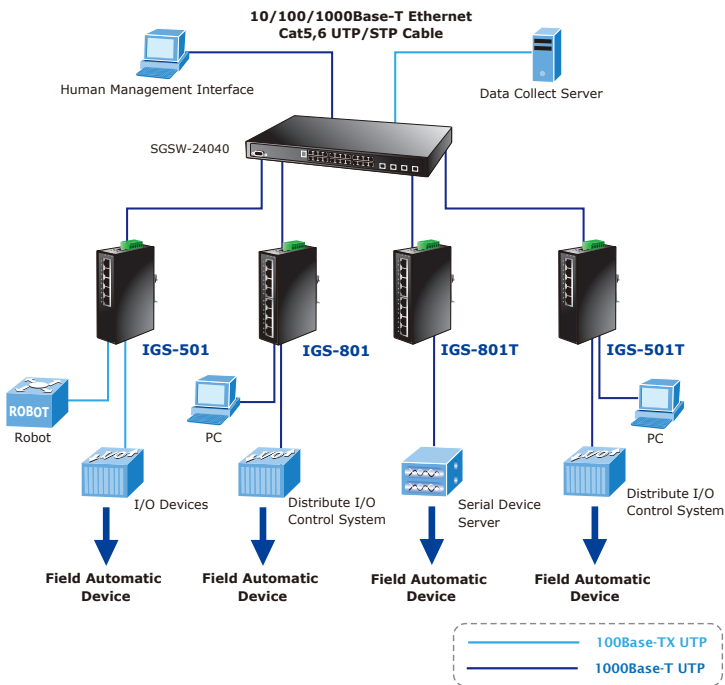 10/100/1000Base-T Ethernet
Cat5,6 UTP/STP Cable
Human Management Interface
Data Collect Server
SGSW-24040
IGS-501
IGS-801
IGS-801T
IGS-501T
ROBOT
Robot
PC
PC
I/O Devices
Distribute I/O
Control System
Serial Device
Server
Distribute I/O
Control System
Field Automatic
Device
Field Automatic
Device
Field Automatic
Device
Field Automatic
Device
100Base-TX UTP
1000Base-T UTP